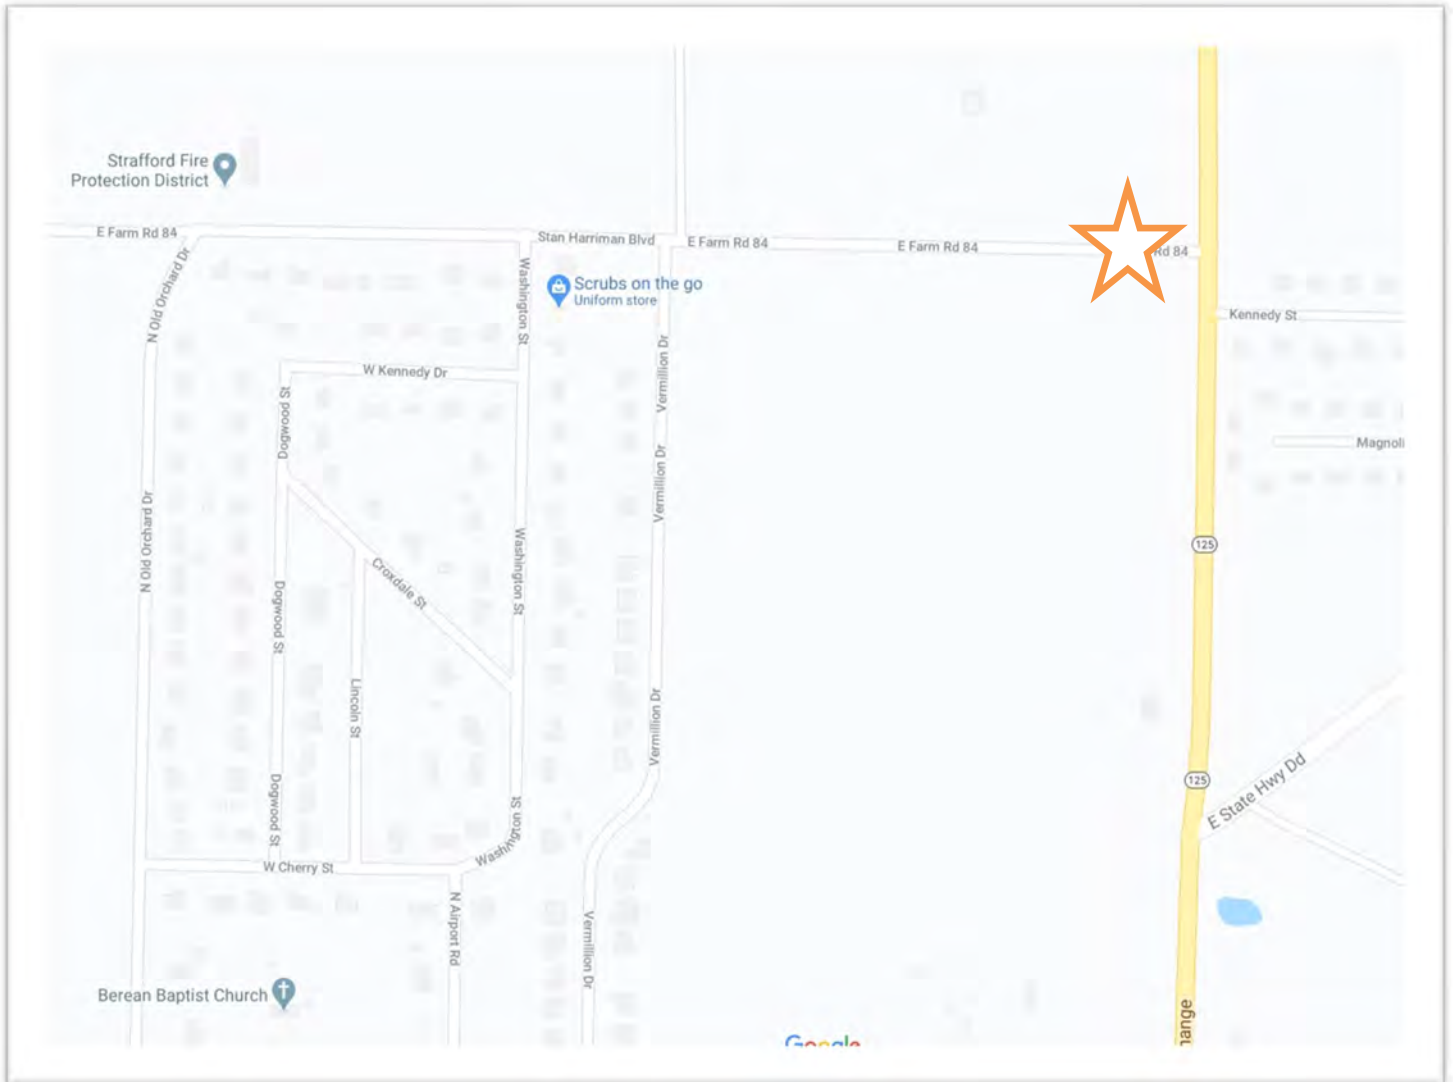 Strafford Fire
Protection District
E Farm Rd 84
Stan Harriman Blvd
E Farm Rd 84
E Farm Rd 84
Rd 84
N Old Orchard Dr
Washington St
Scrubs on the go
Uniform store
Kennedy St
W Kennedy Dr
Vermillion Dr
Dogwood St
Magnoli
Vermillion Dr
N Old Orchard Dr
Washington St
125
Croxdale St
Dogwood St
Lincoln St
Vermillion Dr
125
E State Hwy Dd
Dogwood St
Washington St
W Cherry St
N Airport Rd
Vermillion Dr
Berean Baptist Church
hange
Google